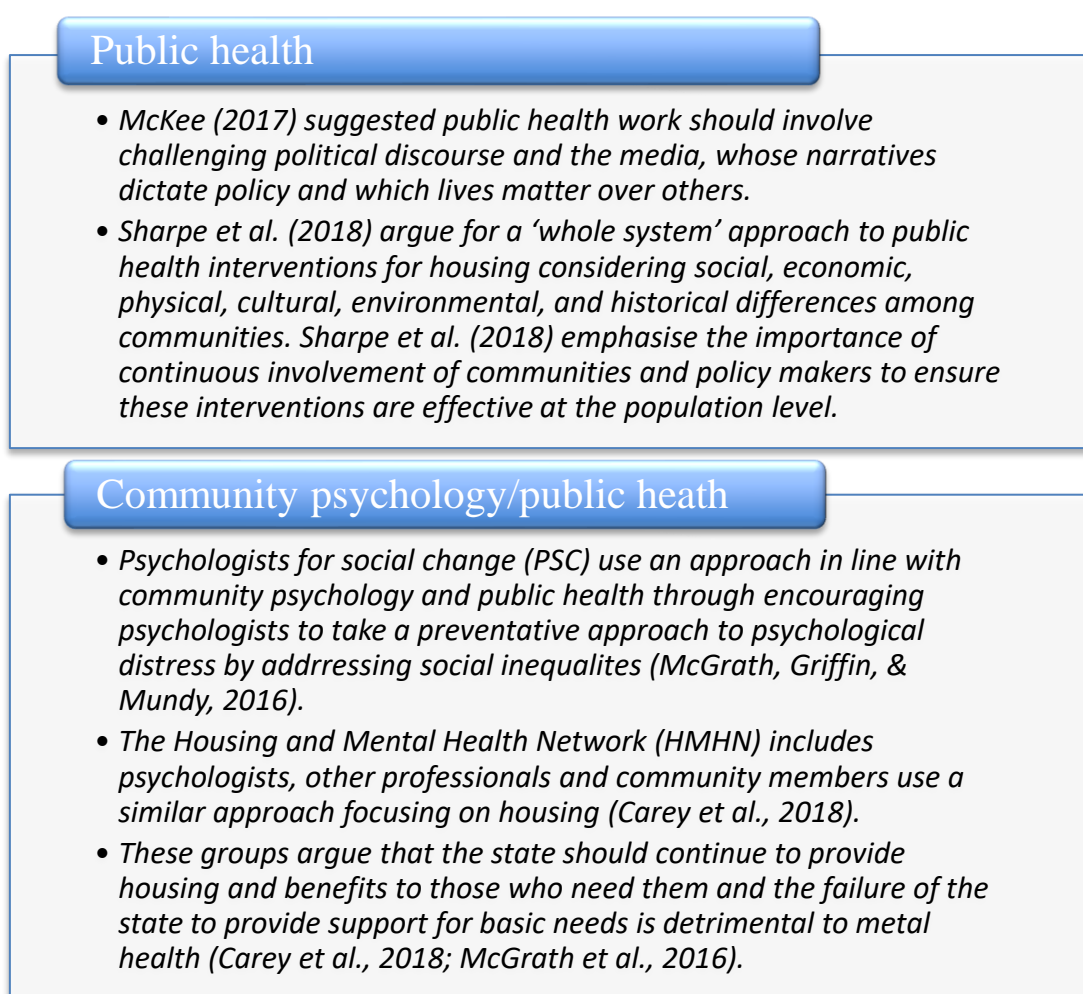 Public health
• McKee (2017) suggested public health work should involve
challenging political discourse and the media, whose narratives
dictate policy and which lives matter over others.
• Sharpe et al. (2018) argue for a ‘whole system’ approach to public
health interventions for housing considering social, economic,
physical, cultural, environmental, and historical differences among
communities. Sharpe et al. (2018) emphasise the importance of
continuous involvement of communities and policy makers to ensure
these interventions are effective at the population level.
Community psychology/public heath
• Psychologists for social change (PSC) use an approach in line with
community psychology and public health through encouraging
psychologists to take a preventative approach to psychological
distress by addrressing social inequalites (McGrath, Griffin, &
Mundy, 2016).
• The Housing and Mental Health Network (HMHN) includes
psychologists, other professionals and community members use a
similar approach focusing on housing (Carey et al., 2018).
• These groups argue that the state should continue to provide
housing and benefits to those who need them and the failure of the
state to provide support for basic needs is detrimental to metal
health (Carey et al., 2018; McGrath et al., 2016).